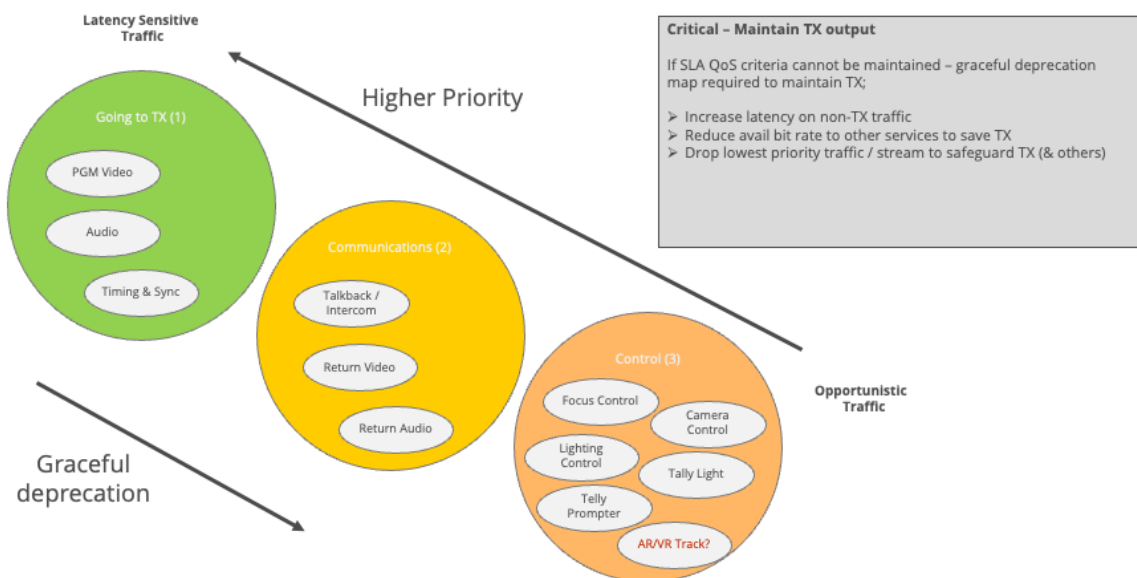 Latency Sensitive
Traffic
Critical – Maintain TX output
If SLA QoS criteria cannot be maintained – graceful deprecation
map required to maintain TX;
➢ Increase latency on non-TX traffic
➢ Reduce avail bit rate to other services to save TX
➢ Drop lowest priority traffic / stream to safeguard TX (& others)
Higher Priority
Going to TX (1)
PGM Video
Audio
Timing & Sync
Communications (2)
Talkback /
Intercom
Return Video
Return Audio
Control (3)
Focus Control
Camera
Control
Lighting
Control
Tally Light
Telly
Prompter
AR/VR Track?
Opportunistic
Traffic
Graceful
deprecation